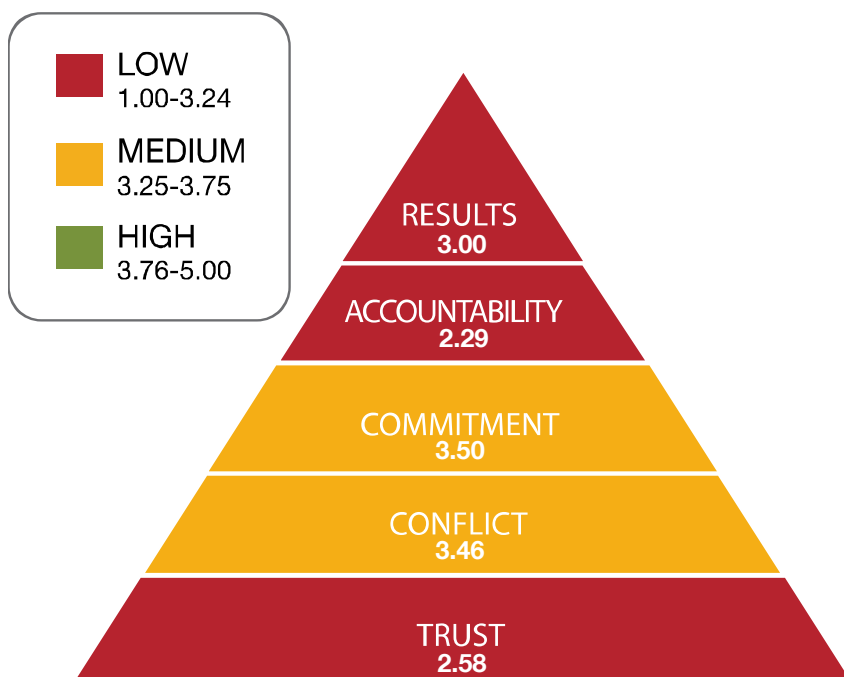 LOW
1.00-3.24
MEDIUM
3.25-3.75
HIGH
3.76-5.00
RESULTS
3.00
ACCOUNTABILITY
2.29
COMMITMENT
3.50
CONFLICT
3.46
TRUST
2.58